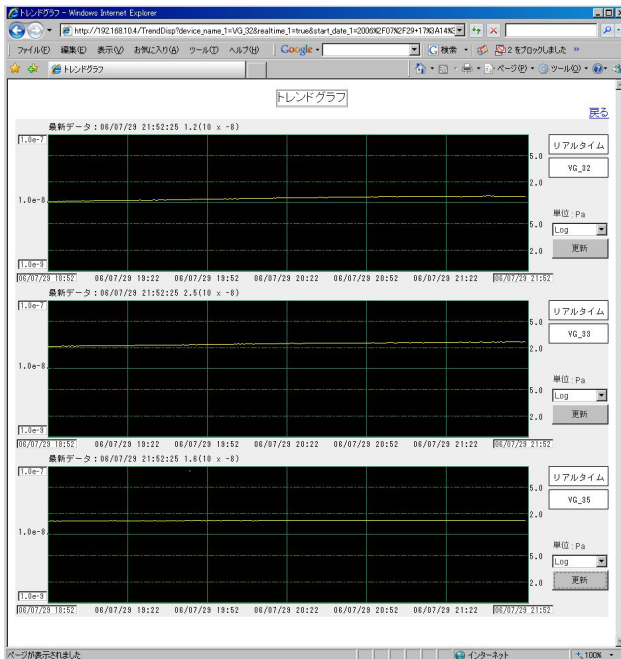 トレンドグラフ - Windows Internet Explorer
http://192.168.10.4/TrendDisp?device_name_1=VG_32&realtime_1=true&start_date_1=2006%2F07%2F29+17%3A14%3
ファイル(F) 編集(E) 表示(V) お気に入り(A) ツール(T) ヘルプ(H) Google 検索 2 をブロックしました »
トレンドグラフ ページ(P) ツール(O)
トレンドグラフ
戻る
最新データ:06/07/29 21:52:25 1.2(10 x -8)
1.0e-7
5.0
2.0
1.0e-8
5.0
2.0
1.0e-9
リアルタイム
VG_32
単位:Pa
Log
更新
06/07/29 18:52 06/07/29 19:22 06/07/29 19:52 06/07/29 20:22 06/07/29 20:52 06/07/29 21:22 06/07/29 21:52
最新データ:06/07/29 21:52:25 2.5(10 x -8)
1.0e-7
5.0
2.0
1.0e-8
5.0
2.0
1.0e-9
リアルタイム
VG_33
単位:Pa
Log
更新
06/07/29 18:52 06/07/29 19:22 06/07/29 19:52 06/07/29 20:22 06/07/29 20:52 06/07/29 21:22 06/07/29 21:52
最新データ:06/07/29 21:52:25 1.6(10 x -8)
1.0e-7
5.0
2.0
1.0e-8
5.0
2.0
1.0e-9
リアルタイム
VG_35
単位:Pa
Log
更新
06/07/29 18:52 06/07/29 19:22 06/07/29 19:52 06/07/29 20:22 06/07/29 20:52 06/07/29 21:22 06/07/29 21:52
ページが表示されました インターネット 100%